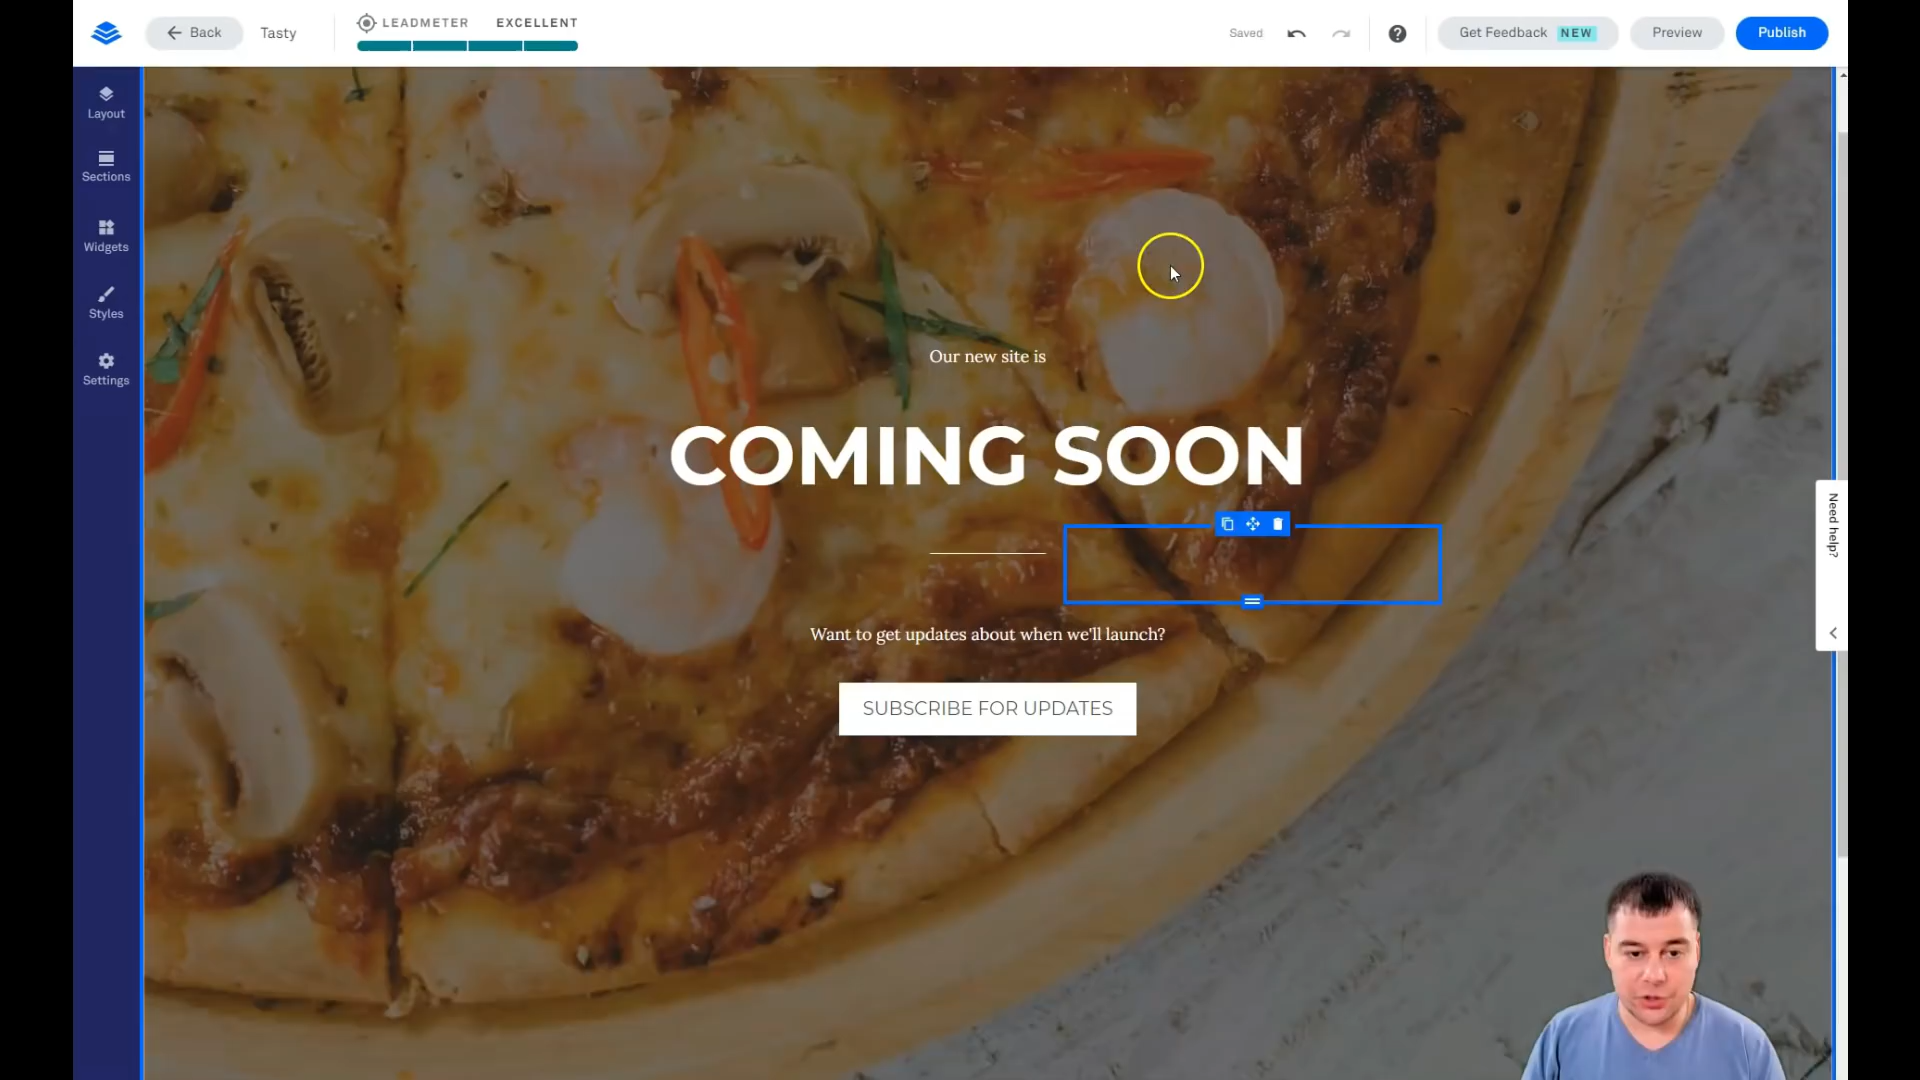 Back
Tasty
LEADMETER EXCELLENT
Saved
Get Feedback NEW
Preview
Publish
Layout
Sections
Widgets
Styles
Settings
Our new site is
COMING SOON
Want to get updates about when we'll launch?
SUBSCRIBE FOR UPDATES
Need help?